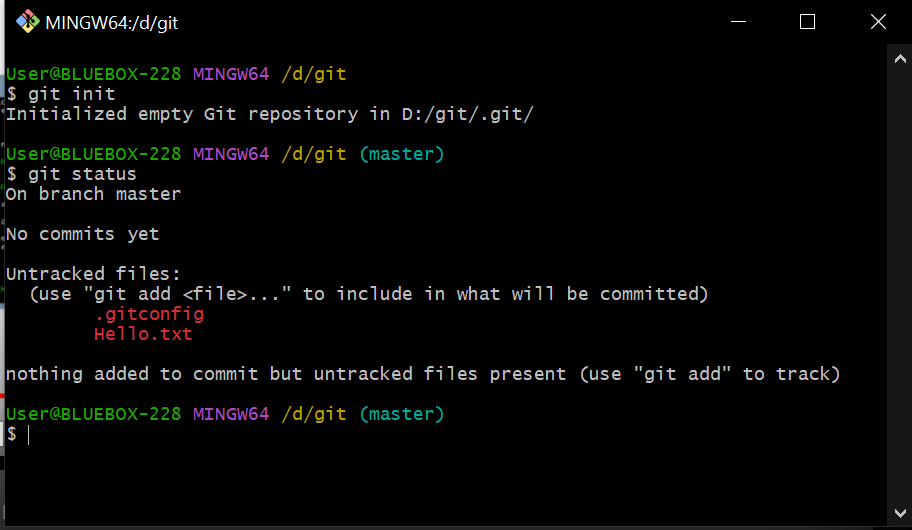 MINGW64:/d/git
User@BLUEBOX-228 MINGW64 /d/git
$ git init
Initialized empty Git repository in D:/git/.git/
User@BLUEBOX-228 MINGW64 /d/git (master)
$ git status
On branch master
No commits yet
Untracked files:
(use "git add <file>..." to include in what will be committed)
.gitconfig
Hello.txt
nothing added to commit but untracked files present (use "git add" to track)
User@BLUEBOX-228 MINGW64 /d/git (master)
$